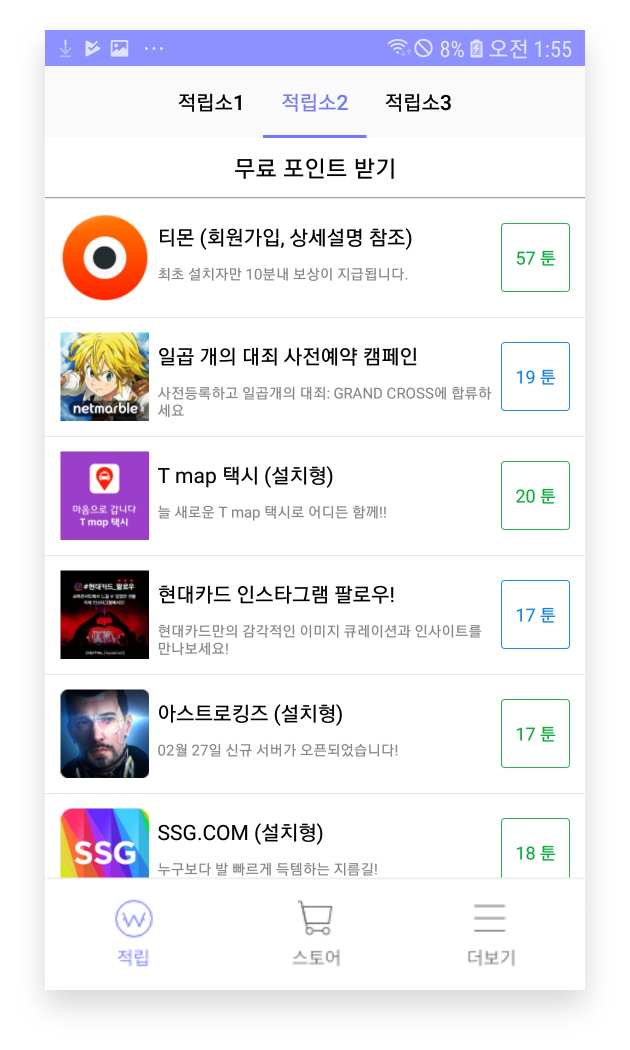 8% 오전 1:55
적립소1 적립소2 적립소3
무료 포인트 받기
티몬 (회원가입, 상세설명 참조)
최초 설치자만 10분내 보상이 지급됩니다.
57 툰
netmarble
일곱 개의 대죄 사전예약 캠페인
사전등록하고 일곱개의 대죄: GRAND CROSS에 합류하
세요
19 툰
마음으로 갑니다
T map 택시
T map 택시 (설치형)
늘 새로운 T map 택시로 어디든 함께!!
20 툰
#현대카드_팔로우
현대카드 인스타그램 팔로우!
현대카드만의 감각적인 이미지 큐레이션과 인사이트를
만나보세요!
17 툰
아스트로킹즈 (설치형)
02월 27일 신규 서버가 오픈되었습니다!
17 툰
SSG
SSG.COM (설치형)
누구보다 발 빠르게 득템하는 지름길!
18 툰
적립 스토어 더보기